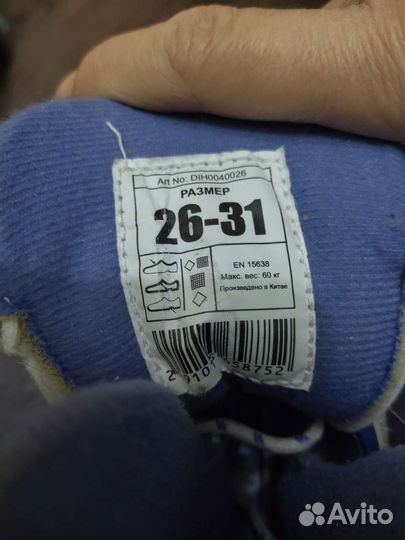 Art No: DIH0040026
РАЗМЕР
26-31
EN 15638
Макс. вес: 60 кг
Произведено в Китае
Avito